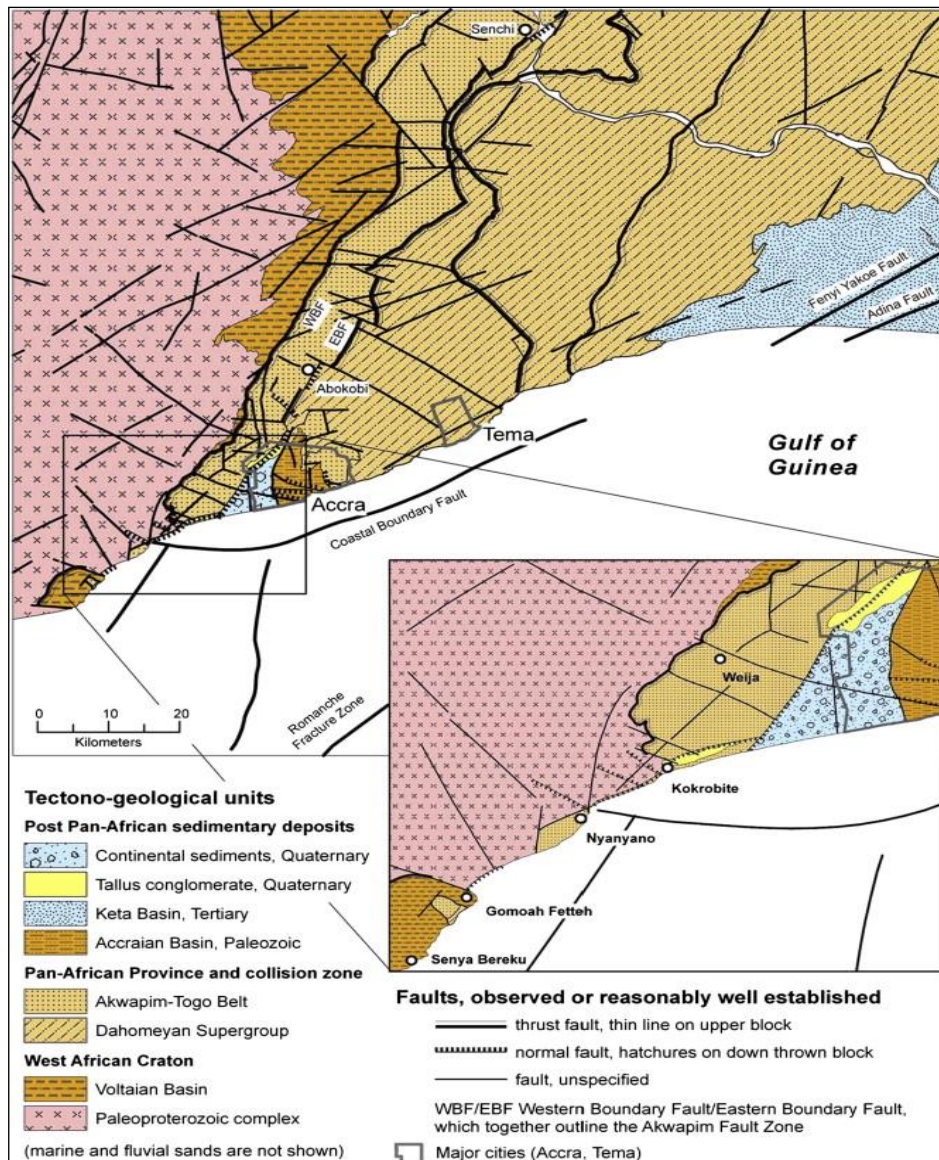 Senchi
Fenyi Yakoe Fault
Adina Fault
WBF
EBF
Abokobi
Tema
Gulf of
Guinea
Accra
Coastal Boundary Fault
0 10 20
Kilometers
Romanche
Fracture Zone
Weija
Kokrobite
Nyanyano
Gomoah Fetteh
Senya Bereku
Tectono-geological units
Post Pan-African sedimentary deposits
Continental sediments, Quaternary
Tallus conglomerate, Quaternary
Keta Basin, Tertiary
Accraian Basin, Paleozoic
Pan-African Province and collision zone
Akwapim-Togo Belt
Dahomeyan Supergroup
West African Craton
Voltaian Basin
Paleoproterozoic complex
(marine and fluvial sands are not shown)
Faults, observed or reasonably well established
thrust fault, thin line on upper block
normal fault, hatchures on down thrown block
fault, unspecified
WBF/EBF Western Boundary Fault/Eastern Boundary Fault,
which together outline the Akwapim Fault Zone
Major cities (Accra, Tema)